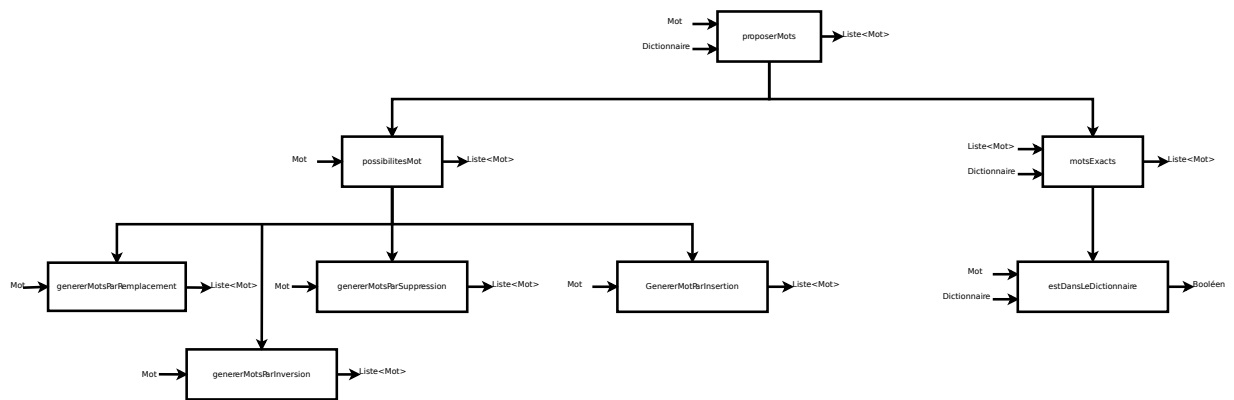 Mot
proposerMots
Liste<Mot>
Dictionnaire
Mot
possibilitesMot
Liste<Mot>
Liste<Mot>
motsExacts
Liste<Mot>
Dictionnaire
Mot
genererMotsParRemplacement
Liste<Mot>
Mot
genererMotsParSuppression
Liste<Mot>
Mot
GenererMotParInsertion
Liste<Mot>
Mot
estDansLeDictionnaire
Booléen
Dictionnaire
Mot
genererMotsParInversion
Liste<Mot>